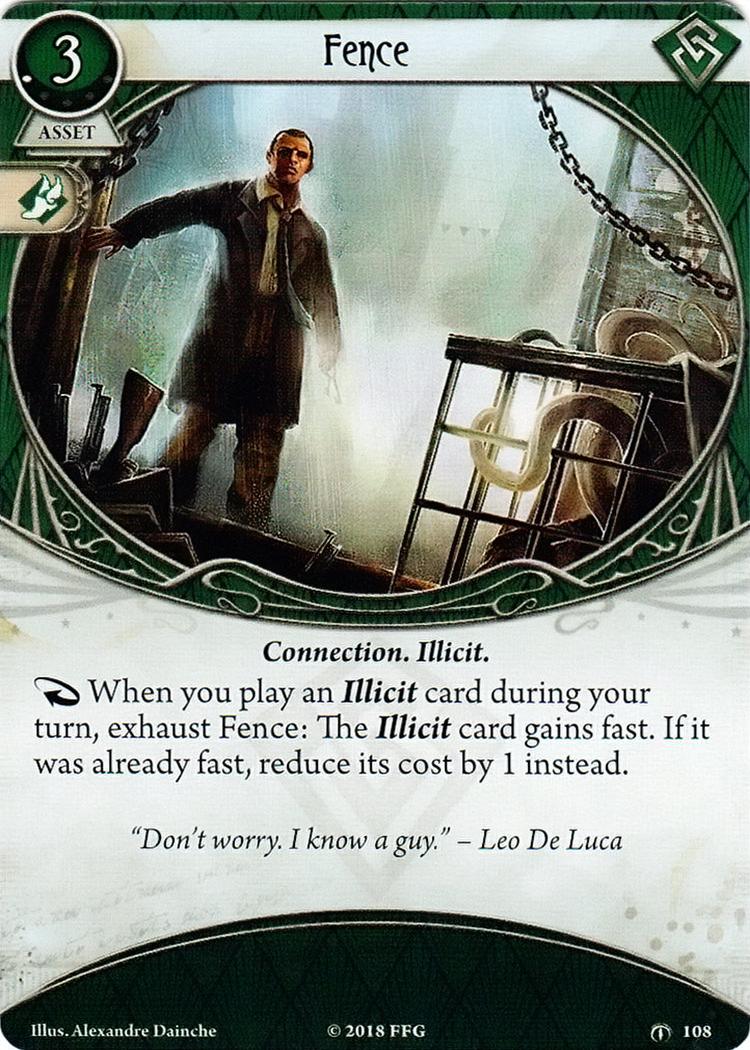 3
Fence
ASSET
Connection. Illicit.
When you play an Illicit card during your
turn, exhaust Fence: The Illicit card gains fast. If it
was already fast, reduce its cost by 1 instead.
“Don’t worry. I know a guy.” – Leo De Luca
Illus. Alexandre Dainche
© 2018 FFG
108